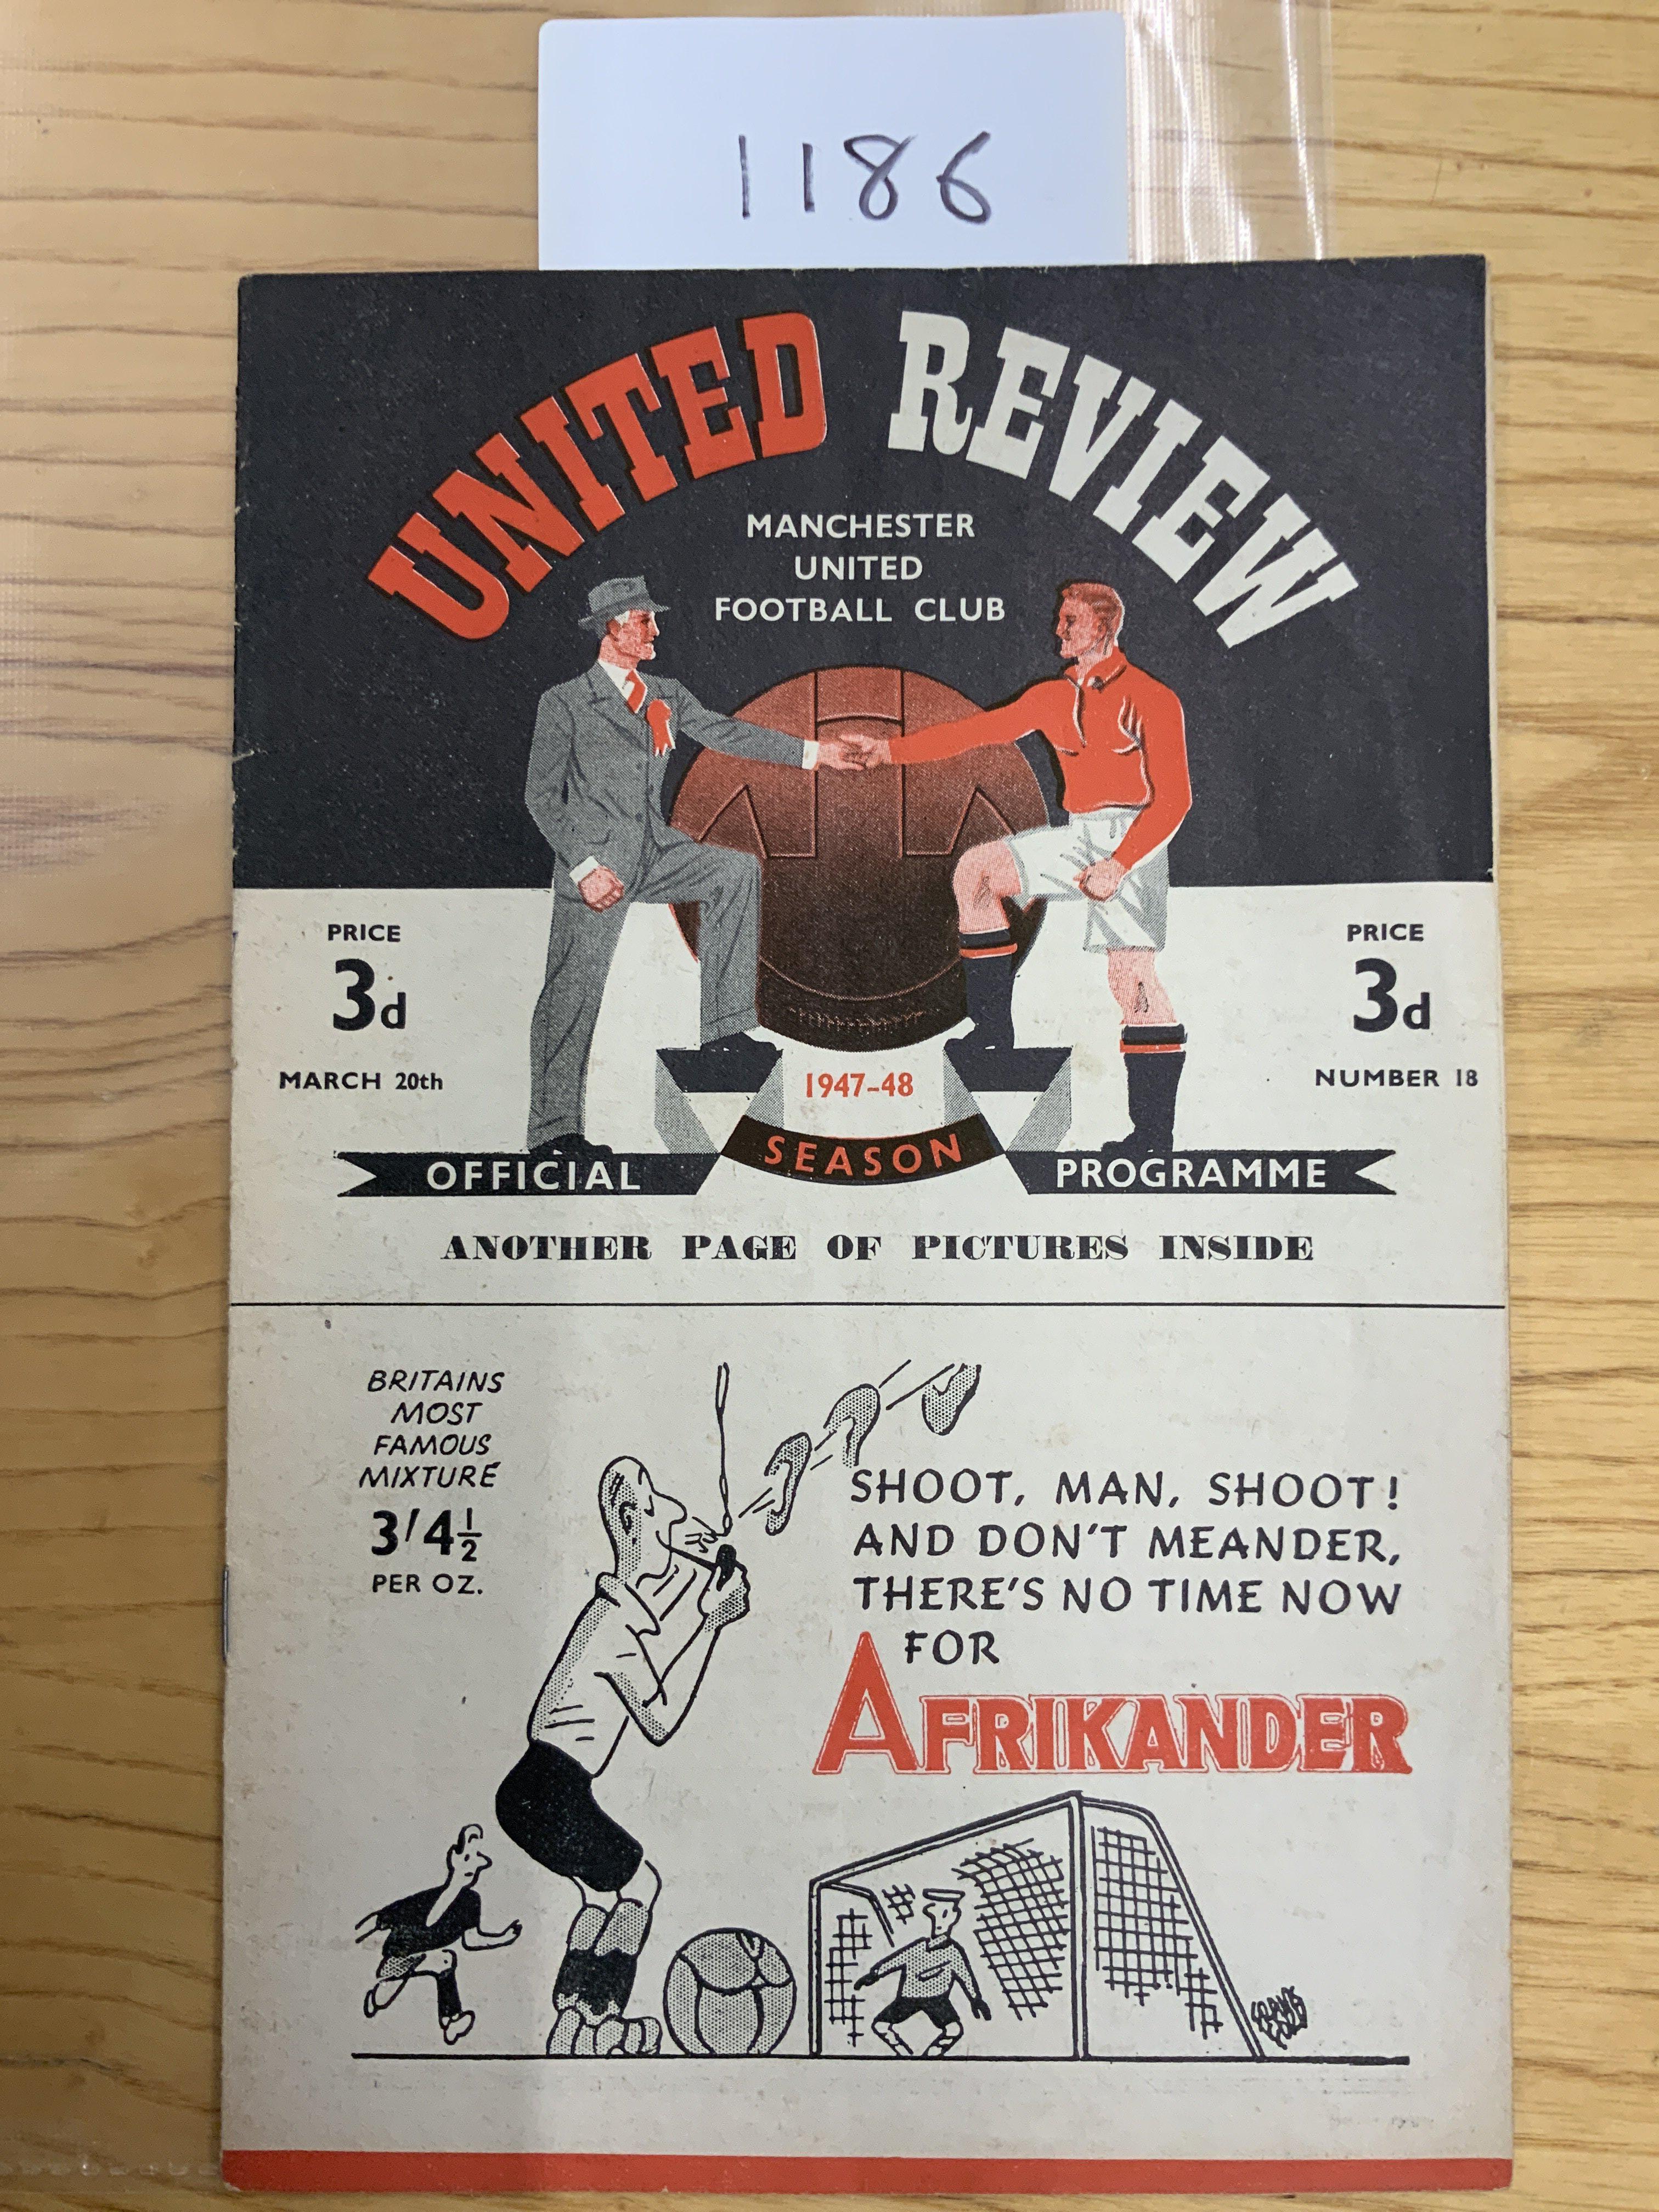 1186
UNITED REVIEW
MANCHESTER
UNITED
FOOTBALL CLUB
PRICE
3d
MARCH 20th
PRICE
3d
NUMBER 18
1947-48
SEASON
OFFICIAL
PROGRAMME
ANOTHER PAGE OF PICTURES INSIDE
BRITAINS
MOST
FAMOUS
MIXTURE
3/4½
PER OZ.
SHOOT, MAN, SHOOT!
AND DON'T MEANDER,
THERE'S NO TIME NOW
FOR
AFRIKANDER